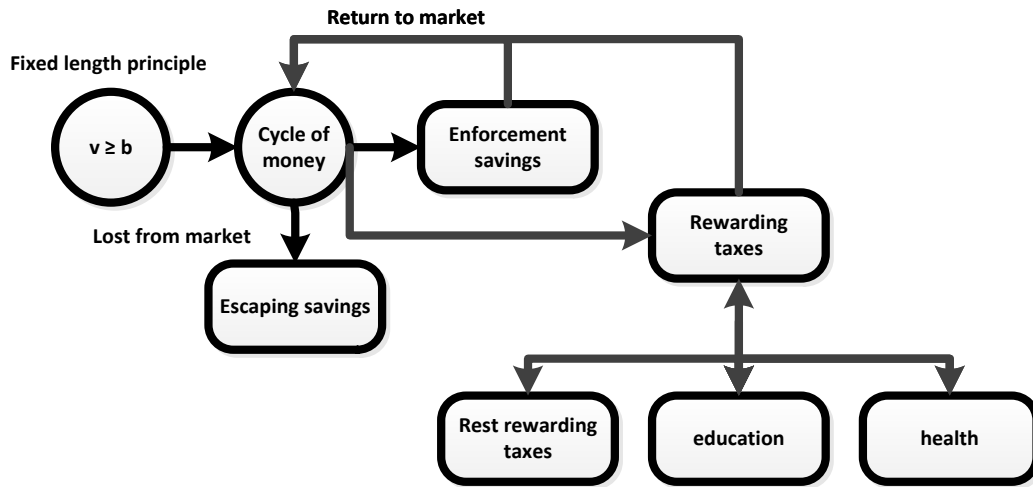 Return to market
Fixed length principle
v ≥ b
Cycle of
money
Enforcement
savings
Lost from market
Rewarding
taxes
Escaping savings
Rest rewarding
taxes
education
health